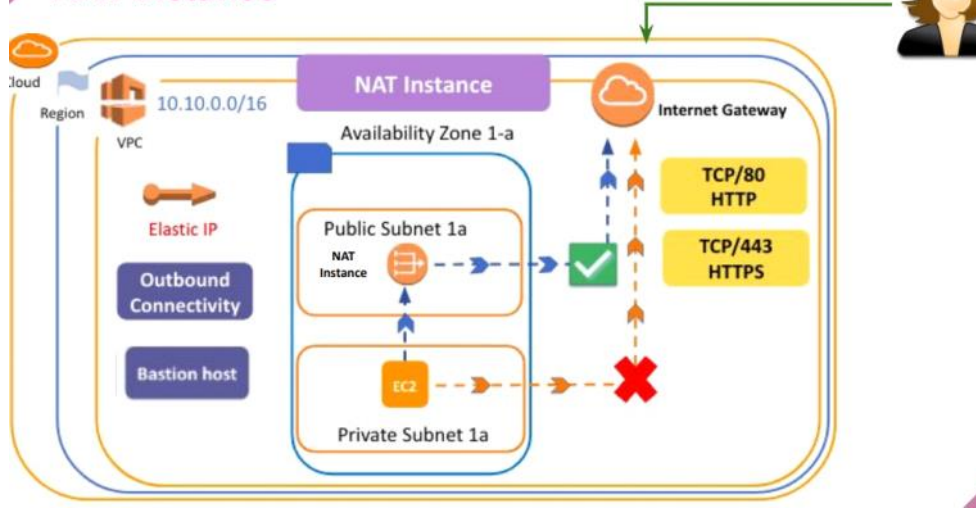 NAT Instance
Cloud
Region
VPC
10.10.0.0/16
Availability Zone 1-a
Internet Gateway
TCP/80
HTTP
TCP/443
HTTPS
Elastic IP
Outbound
Connectivity
Bastion host
Public Subnet 1a
NAT
Instance
EC2
Private Subnet 1a